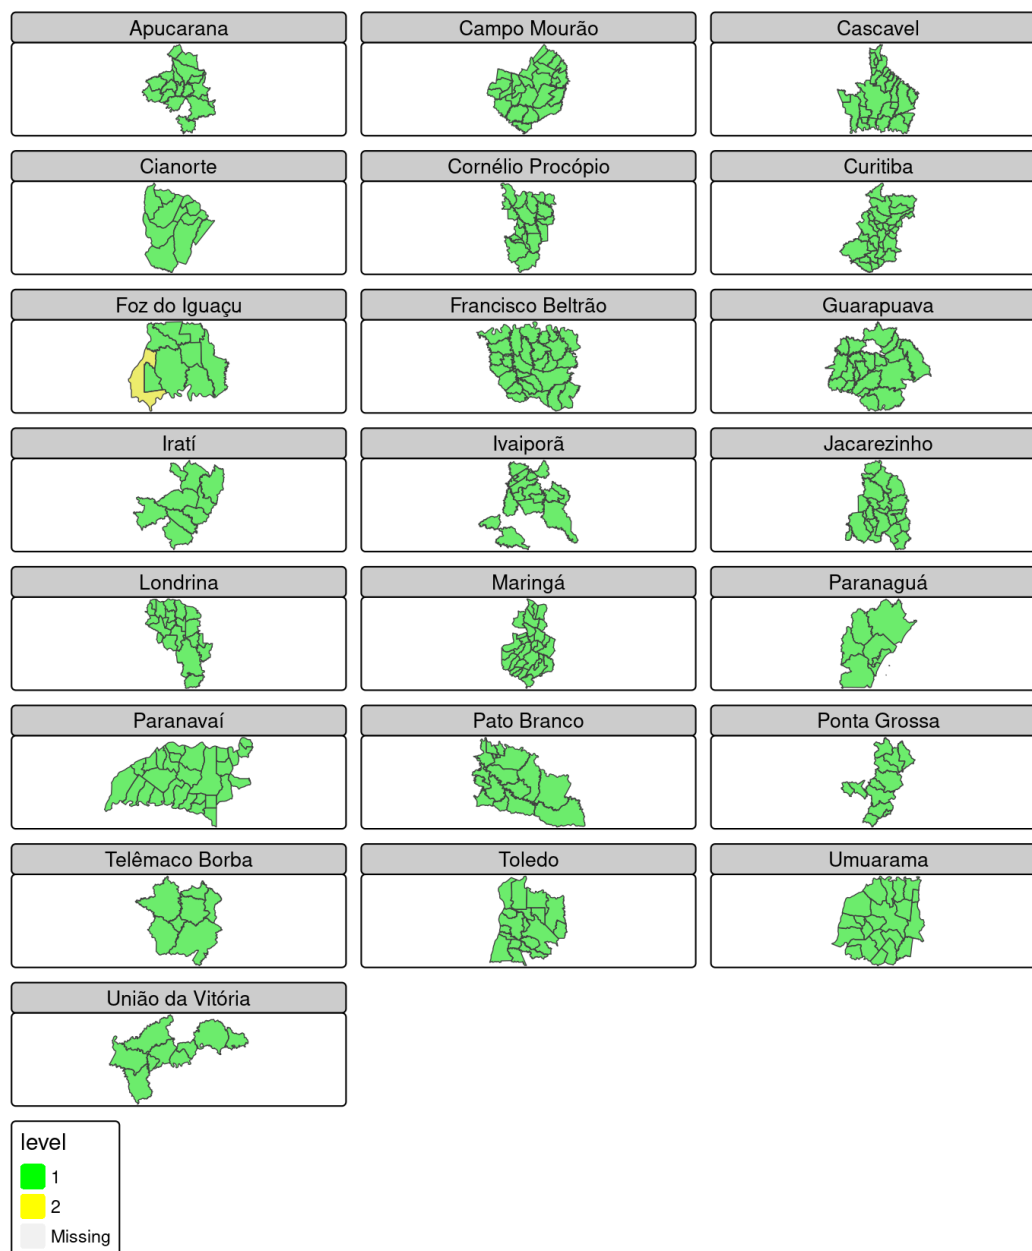 Apucarana
Campo Mourão
Cascavel
Cianorte
Cornélio Procópio
Curitiba
Foz do Iguaçu
Francisco Beltrão
Guarapuava
Iratí
Ivaiporã
Jacarezinho
Londrina
Maringá
Paranaguá
Paranavaí
Pato Branco
Ponta Grossa
Telêmaco Borba
Toledo
Umuarama
União da Vitória
level
1
2
Missing